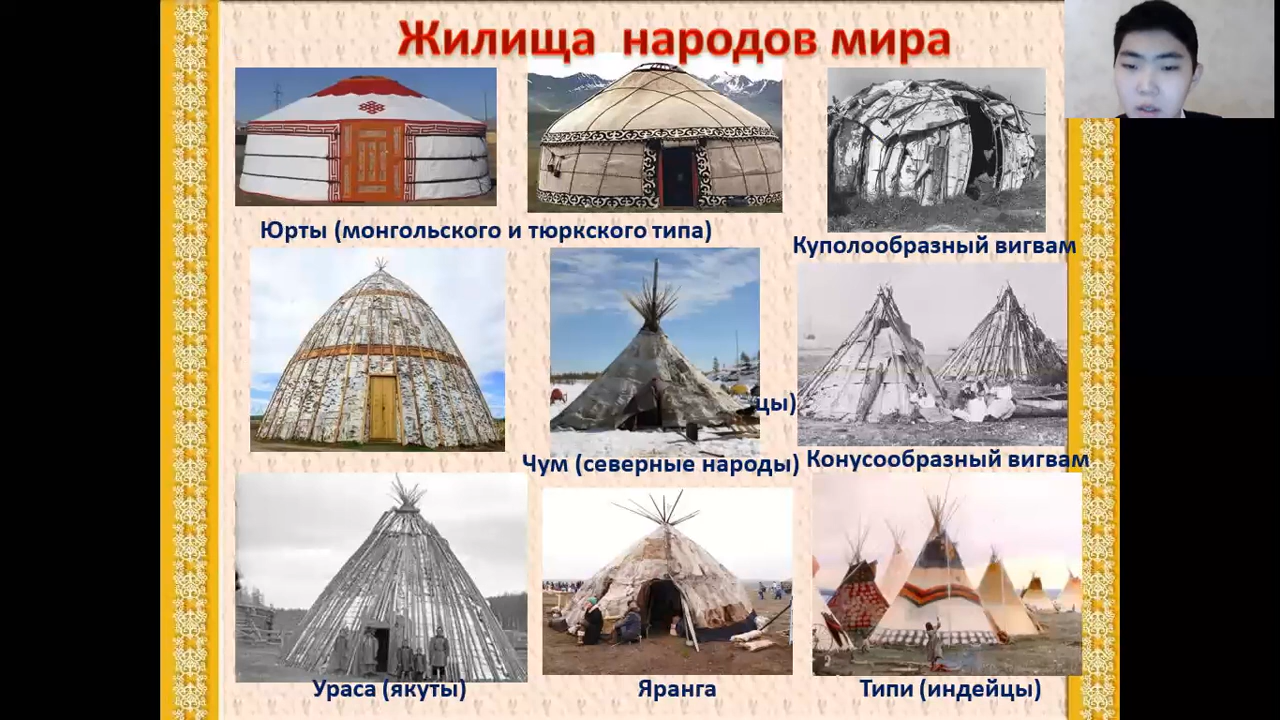 Жилища народов мира
Юрты (монгольского и тюркского типа)
Куполообразный вигвам
цы)
Чум (северные народы)
Конусообразный вигвам
Ураса (якуты)
Яранга
Типи (индейцы)